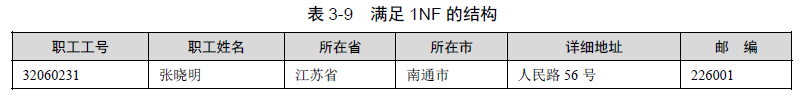 表 3-9 满足 1NF 的结构
职工工号 职工姓名 所在省 所在市 详细地址 邮 编
32060231 张晓明 江苏省 南通市 人民路 56 号 226001